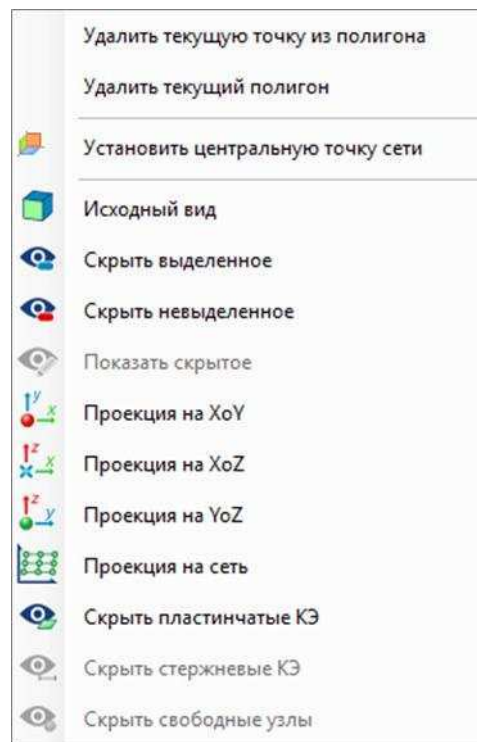 Удалить текущую точку из полигона
Удалить текущий полигон
Установить центральную точку сети
Исходный вид
Скрыть выделенное
Скрыть невыделенное
Показать скрытое
Проекция на XoY
Проекция на XoZ
Проекция на YoZ
Проекция на сеть
Скрыть пластинчатые КЭ
Скрыть стержневые КЭ
Скрыть свободные узлы